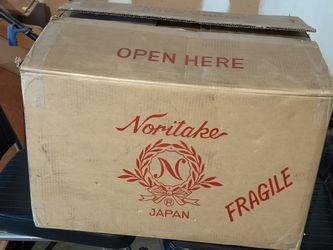 OPEN HERE
Noritake
N
®
JAPAN
FRAGILE